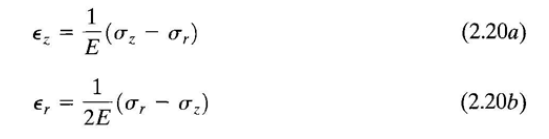 ϵ_z = 1/E (σ_z − σ_r) (2.20a)
ϵ_r = 1/2E (σ_r − σ_z) (2.20b)